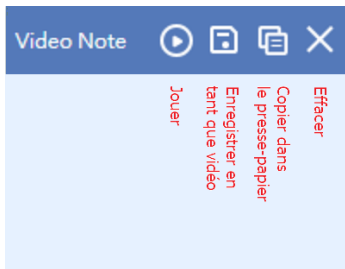 Video Note
Jouer
Enregistrer en
tant que vidéo
Copier dans
le presse-papier
Effacer